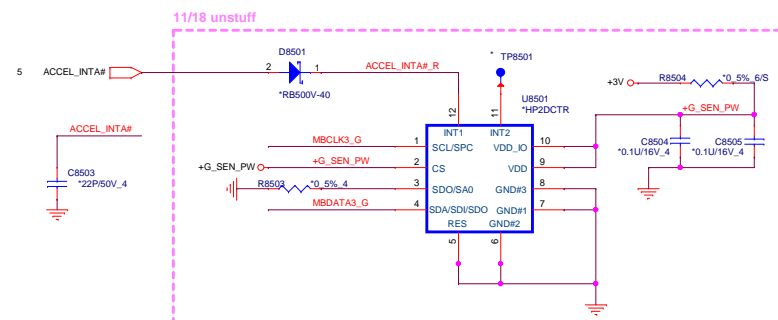 11/18 unstuff
D8501
* TP8501
5 ACCEL_INTA# 2 1 ACCEL_INTA#_R
*RB500V-40
+3V R8504 *0_5%_6/S
U8501
*HP2DCTR
+G_SEN_PW
12 11
ACCEL_INTA#
INT1 INT2
MBCLK3_G 1 SCL/SPC VDD_IO 10
C8504 C8505
*0.1U/16V_4 *0.1U/16V_4
+G_SEN_PW +G_SEN_PW 2 CS VDD 9
C8503
*22P/50V_4
R8503 *0_5%_4 3 SDO/SA0 GND#3 8
MBDATA3_G 4 SDA/SDI/SDO GND#1 7
RES GND#2
5 6